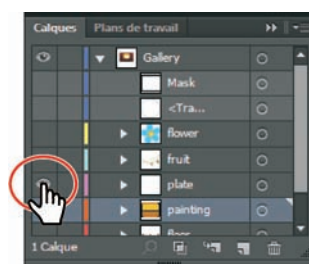 Calques Plans de travail
Gallery
Mask
<Tra...
flower
fruit
plate
painting
floor
1 Calque